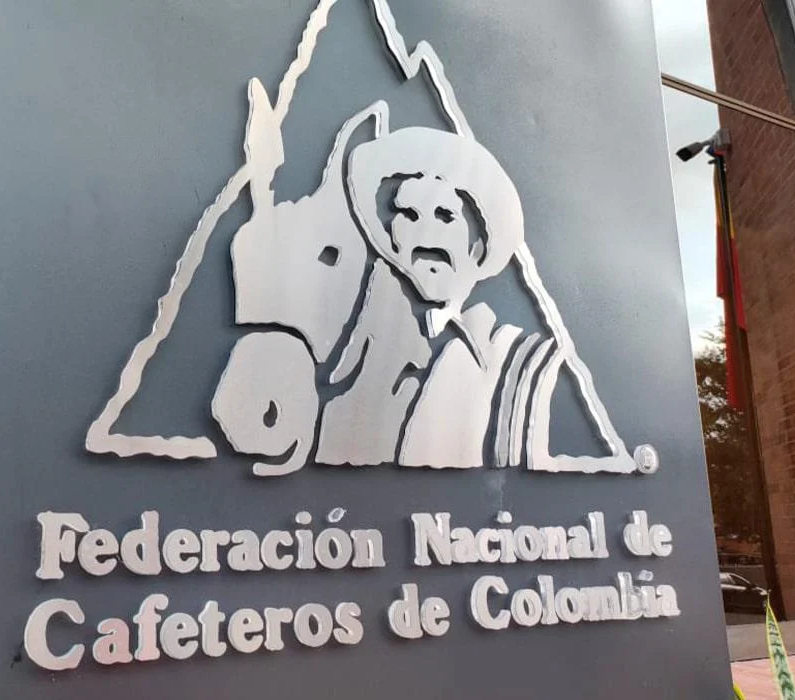 ®
Federación Nacional de
Cafeteros de Colombia